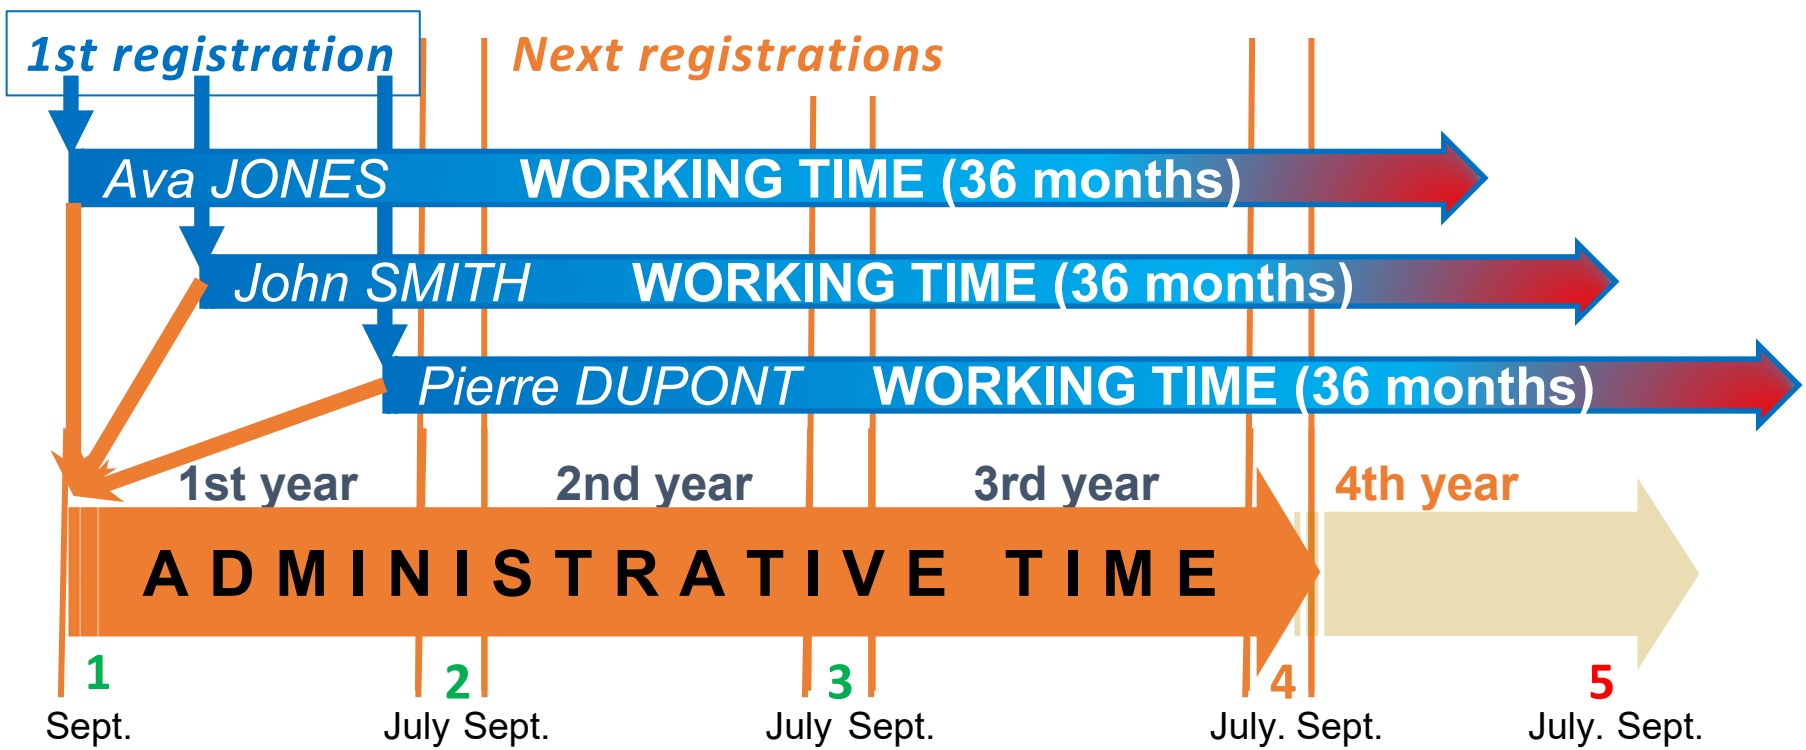 1st registration
Next registrations
Ava JONES WORKING TIME (36 months)
John SMITH WORKING TIME (36 months)
Pierre DUPONT WORKING TIME (36 months)
1st year 2nd year 3rd year 4th year
ADMINISTRATIVE TIME
1 2 3 4 5
Sept. July Sept. July Sept. July. Sept. July. Sept.